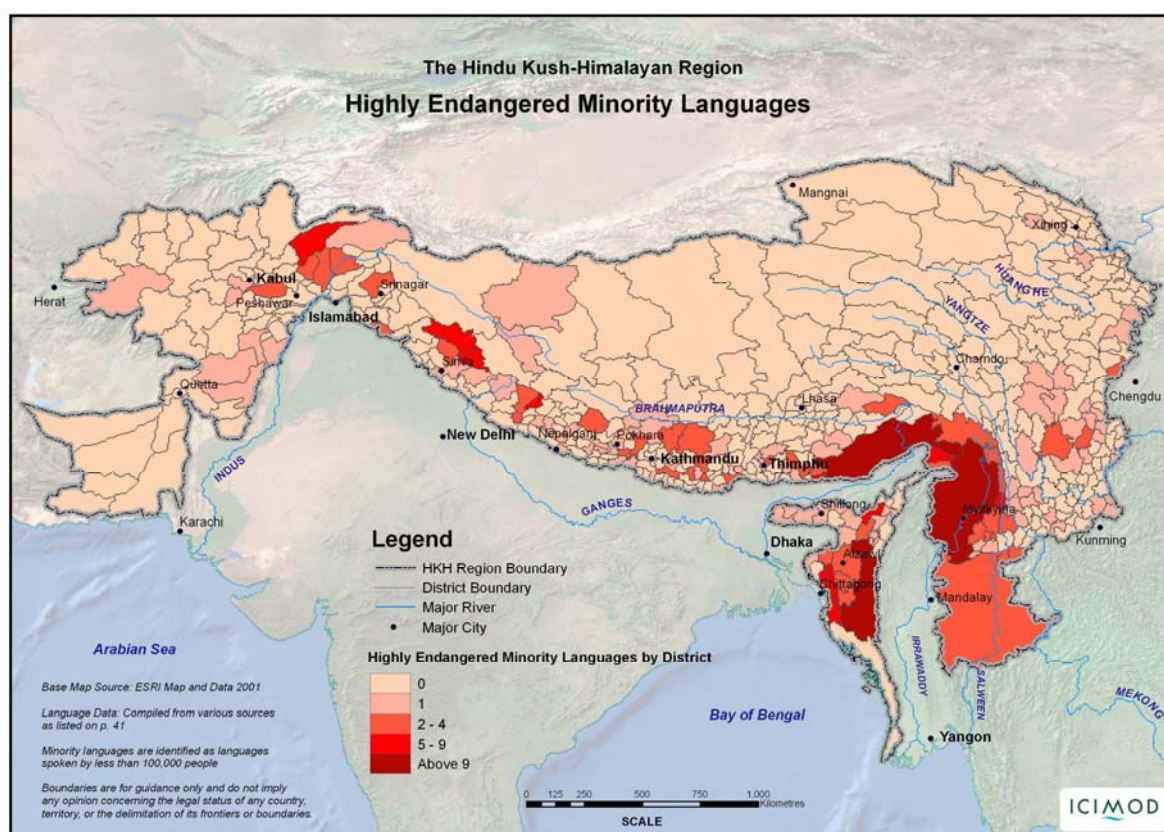 The Hindu Kush-Himalayan Region
Highly Endangered Minority Languages
Mangnai
Xihing
Kabul
Herat
Peshawar
Srinagar
Islamabad
HUANG HE
YANGTZE
Simla
Chamdo
Quetta
Chengdu
Lhasa
BRAHMAPUTRA
New Delhi
Nepalganj
Pokhara
Kathmandu
Thimphu
INDUS
GANGES
Shillong
Myitkyina
Karachi
Kunming
Dhaka
Aizawl
Chittagong
Mandalay
Legend
HKH Region Boundary
District Boundary
Major River
Major City
Highly Endangered Minority Languages by District
0
1
2 - 4
5 - 9
Above 9
Arabian Sea
Base Map Source: ESRI Map and Data 2001
Language Data: Compiled from various sources
as listed on p. 41
Minority languages are identified as languages
spoken by less than 100,000 people
Boundaries are for guidance only and do not imply
any opinion concerning the legal status of any country,
territory, or the delimitation of its frontiers or boundaries.
IRRAWADDY
SALWEEN
MEKONG
Bay of Bengal
Yangon
0 125 250 500 750 1.000
Kilometres
SCALE
ICIMOD